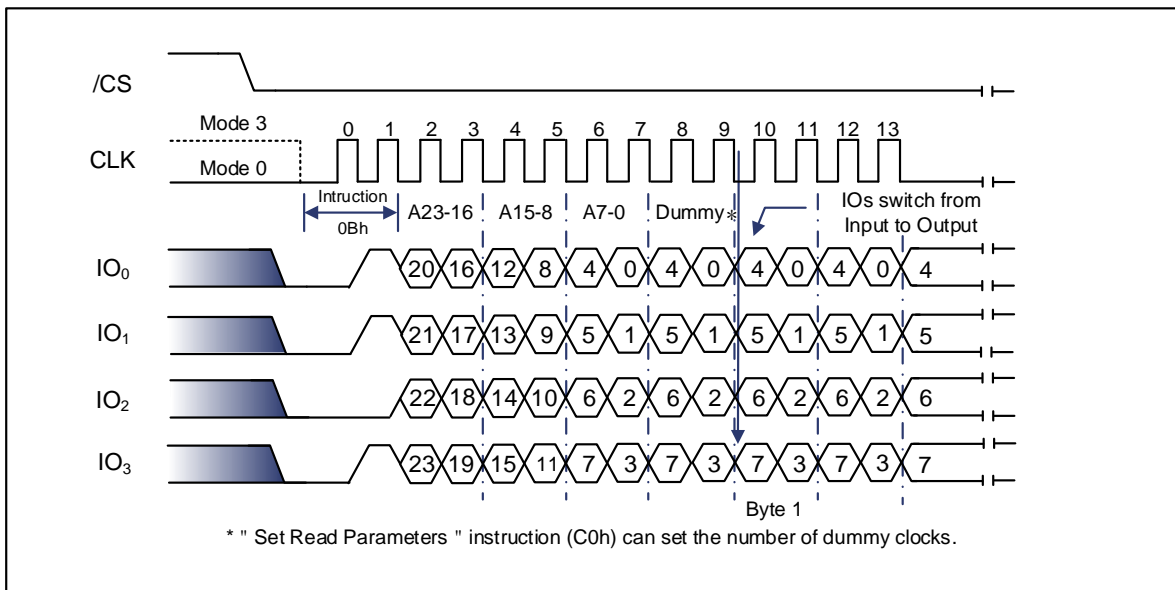 /CS
Mode 3
0 1 2 3 4 5 6 7 8 9 10 11 12 13
CLK
Mode 0
Intruction
0Bh
A23-16 A15-8 A7-0 Dummy*
IOs switch from
Input to Output
IO0 20 16 12 8 4 0 4 0 4 0 4 0 4
IO1 21 17 13 9 5 1 5 1 5 1 5 1 5
IO2 22 18 14 10 6 2 6 2 6 2 6 2 6
IO3 23 19 15 11 7 3 7 3 7 3 7 3 7
Byte 1
* " Set Read Parameters " instruction (C0h) can set the number of dummy clocks.